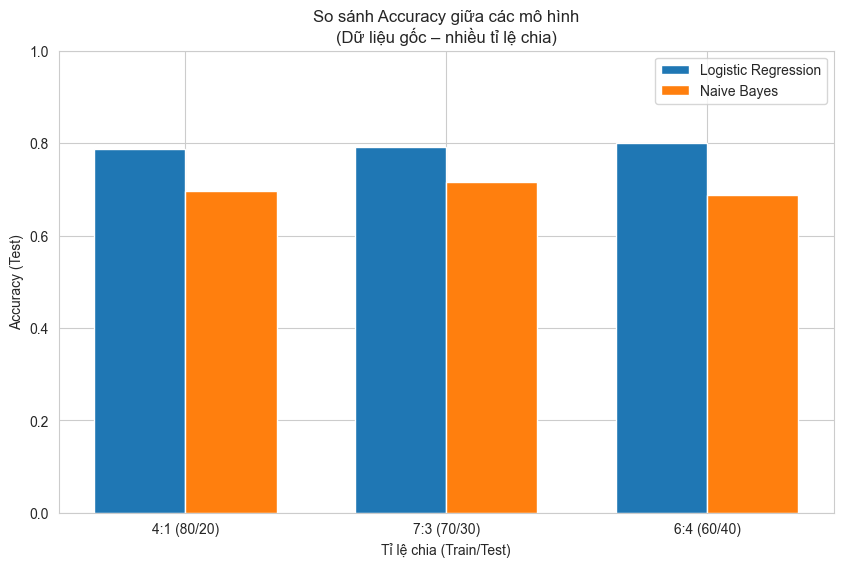 So sánh Accuracy giữa các mô hình
(Dữ liệu gốc – nhiều tỉ lệ chia)
Logistic Regression
Naive Bayes
Accuracy (Test)
1.0
0.8
0.6
0.4
0.2
0.0
4:1 (80/20)
7:3 (70/30)
6:4 (60/40)
Tỉ lệ chia (Train/Test)